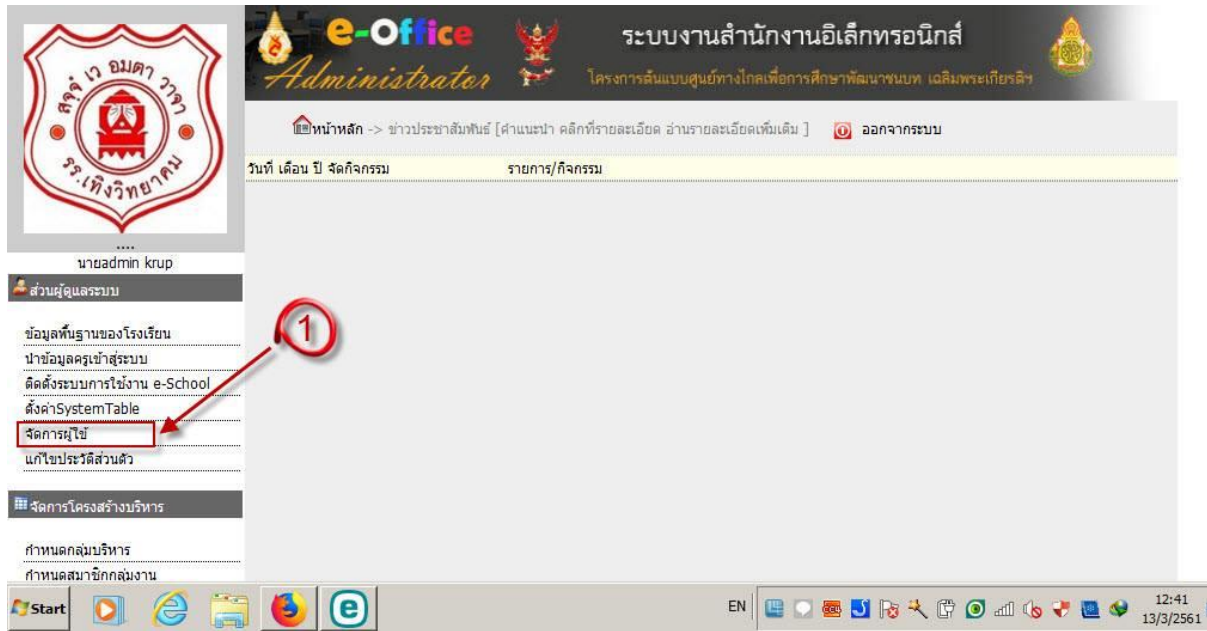 e-Office
Administrator
ระบบงานสำนักงานอิเล็กทรอนิกส์
โครงการต้นแบบศูนย์ทางไกลเพื่อการศึกษาพัฒนาชนบท เฉลิมพระเกียรติฯ
สจฺจํ เว อมตา วาจา
รร.เทิงวิทยาคม
....
นายadmin krup
หน้าหลัก -> ข่าวประชาสัมพันธ์ [คำแนะนำ คลิกที่รายละเอียด อ่านรายละเอียดเพิ่มเติม ] ออกจากระบบ
วันที่ เดือน ปี จัดกิจกรรม รายการ/กิจกรรม
ส่วนผู้ดูแลระบบ
ข้อมูลพื้นฐานของโรงเรียน
นำข้อมูลครูเข้าสู่ระบบ
ติดตั้งระบบการใช้งาน e-School
ตั้งค่าSystemTable
จัดการผู้ใช้
แก้ไขประวัติส่วนตัว
1
จัดการโครงสร้างบริหาร
กำหนดกลุ่มบริหาร
กำหนดสมาชิกกลุ่มงาน
Start
EN
12:41
13/3/2561